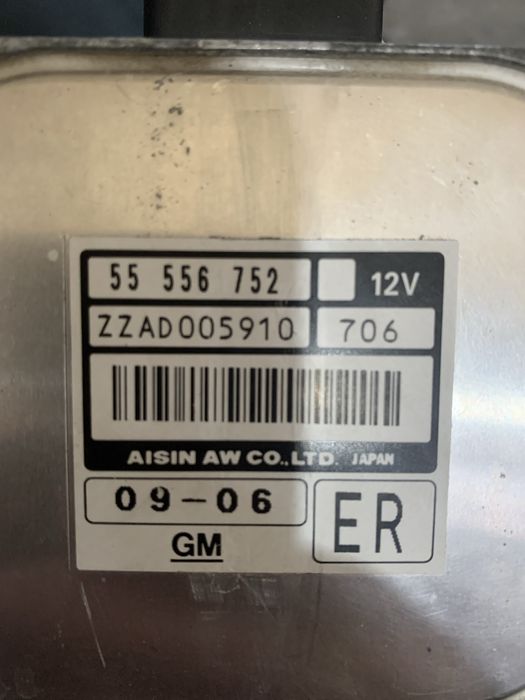 55 556 752 12V
ZZAD005910 706
AISIN AW CO.,LTD. JAPAN
09-06
GM
ER